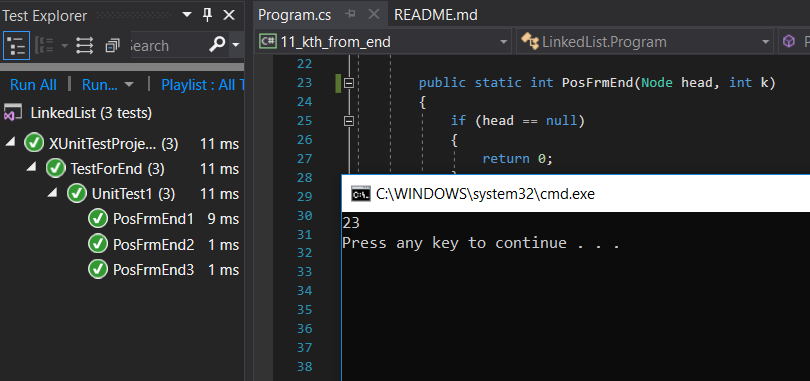 Test Explorer
Search
Run All
Run...
Playlist : All T
LinkedList (3 tests)
XUnitTestProje... (3) 11 ms
TestForEnd (3) 11 ms
UnitTest1 (3) 11 ms
PosFrmEnd1 9 ms
PosFrmEnd2 1 ms
PosFrmEnd3 1 ms
Program.cs
README.md
C# 11_kth_from_end
LinkedList.Program
P
22
23 public static int PosFrmEnd(Node head, int k)
24 {
25 if (head == null)
26 {
27 return 0;
28
29
30
31
32
33
34
35
36
37
38
C:\WINDOWS\system32\cmd.exe
23
Press any key to continue . . .